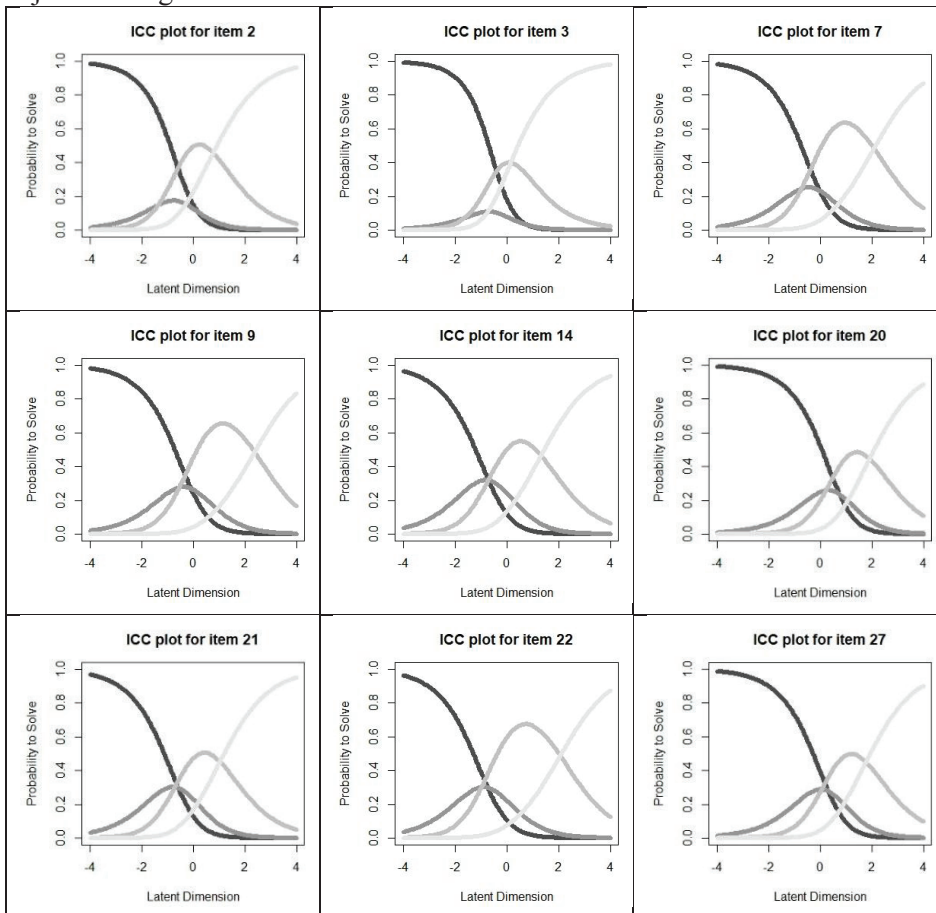 ICC plot for item 2
Probability to Solve
0.0 0.2 0.4 0.6 0.8 1.0
-4 -2 0 2 4
Latent Dimension
ICC plot for item 3
Probability to Solve
0.0 0.2 0.4 0.6 0.8 1.0
-4 -2 0 2 4
Latent Dimension
ICC plot for item 7
Probability to Solve
0.0 0.2 0.4 0.6 0.8 1.0
-4 -2 0 2 4
Latent Dimension
ICC plot for item 9
Probability to Solve
0.0 0.2 0.4 0.6 0.8 1.0
-4 -2 0 2 4
Latent Dimension
ICC plot for item 14
Probability to Solve
0.0 0.2 0.4 0.6 0.8 1.0
-4 -2 0 2 4
Latent Dimension
ICC plot for item 20
Probability to Solve
0.0 0.2 0.4 0.6 0.8 1.0
-4 -2 0 2 4
Latent Dimension
ICC plot for item 21
Probability to Solve
0.0 0.2 0.4 0.6 0.8 1.0
-4 -2 0 2 4
Latent Dimension
ICC plot for item 22
Probability to Solve
0.0 0.2 0.4 0.6 0.8 1.0
-4 -2 0 2 4
Latent Dimension
ICC plot for item 27
Probability to Solve
0.0 0.2 0.4 0.6 0.8 1.0
-4 -2 0 2 4
Latent Dimension